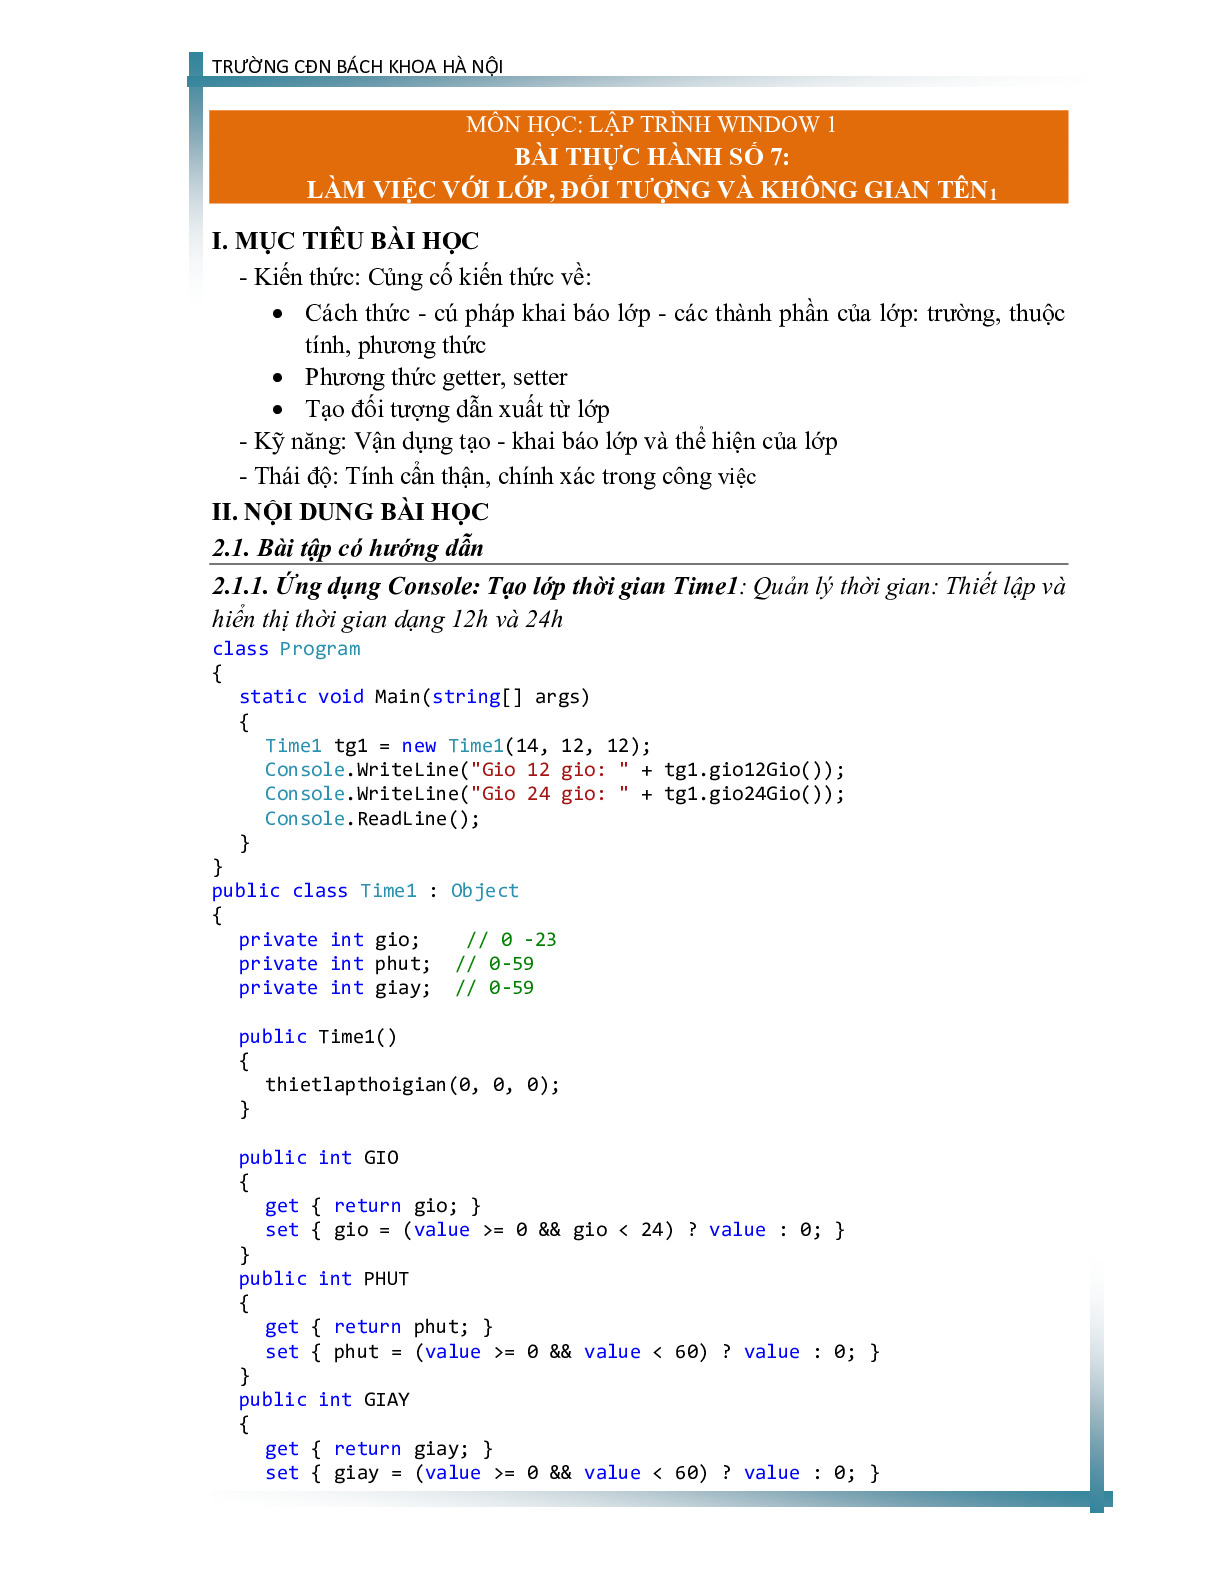 TRƯỜNG CĐN BÁCH KHOA HÀ NỘI
MÔN HỌC: LẬP TRÌNH WINDOW 1
BÀI THỰC HÀNH SỐ 7:
LÀM VIỆC VỚI LỚP, ĐỐI TƯỢNG VÀ KHÔNG GIAN TÊN1
I. MỤC TIÊU BÀI HỌC
- Kiến thức: Củng cố kiến thức về:
• Cách thức - cú pháp khai báo lớp - các thành phần của lớp: trường, thuộc
tính, phương thức
• Phương thức getter, setter
• Tạo đối tượng dẫn xuất từ lớp
- Kỹ năng: Vận dụng tạo - khai báo lớp và thể hiện của lớp
- Thái độ: Tính cẩn thận, chính xác trong công việc
II. NỘI DUNG BÀI HỌC
2.1. Bài tập có hướng dẫn
2.1.1. Ứng dụng Console: Tạo lớp thời gian Time1: Quản lý thời gian: Thiết lập và
hiển thị thời gian dạng 12h và 24h
class Program
{
static void Main(string[] args)
{
Time1 tg1 = new Time1(14, 12, 12);
Console.WriteLine("Gio 12 gio: " + tg1.gio12Gio());
Console.WriteLine("Gio 24 gio: " + tg1.gio24Gio());
Console.ReadLine();
}
}
public class Time1 : Object
{
private int gio;    // 0 -23
private int phut;  // 0-59
private int giay;  // 0-59
public Time1()
{
thietlapthoigian(0, 0, 0);
}
public int GIO
{
get { return gio; }
set { gio = (value >= 0 && gio < 24) ? value : 0; }
}
public int PHUT
{
get { return phut; }
set { phut = (value >= 0 && value < 60) ? value : 0; }
}
public int GIAY
{
get { return giay; }
set { giay = (value >= 0 && value < 60) ? value : 0; }